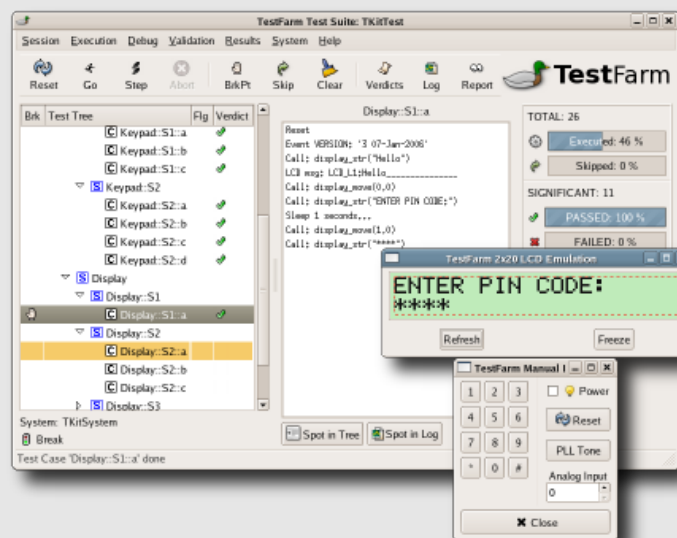 TestFarm Test Suite: TKitTest
Session Execution Debug Validation Results System Help
Reset Go Step Abort BrkPt Skip Clear Verdicts Log Report
TestFarm
Brk Test Tree Flg Verdict
C Keypad::S1::a
C Keypad::S1::b
C Keypad::S1::c
S Keypad::S2
C Keypad::S2::a
C Keypad::S2::b
C Keypad::S2::c
C Keypad::S2::d
S Display
S Display::S1
C Display::S1::a
S Display::S2
C Display::S2::a
C Display::S2::b
C Display::S2::c
S Display::S3
System: TKitSystem
Break
Test Case 'Display::S1::a' done
Display::S1::a
Reset
Event VERSION: '3 07-Jan-2006'
Call: display_str("Hello")
LCD msg: LCD_L1:Hello_______________
Call: display_move(0,0)
Call: display_str("ENTER PIN CODE:")
Sleep 1 seconds...
Call: display_move(1,0)
Call: display_str("****")
Spot in Tree Spot in Log
TOTAL: 26
Executed: 46 %
Skipped: 0 %
SIGNIFICANT: 11
PASSED: 100 %
FAILED: 0 %
TestFarm 2x20 LCD Emulation
ENTER PIN CODE:
****
Refresh Freeze
TestFarm Manual I
1 2 3
4 5 6
7 8 9
* 0 #
Power
Reset
PLL Tone
Analog Input
0
Close